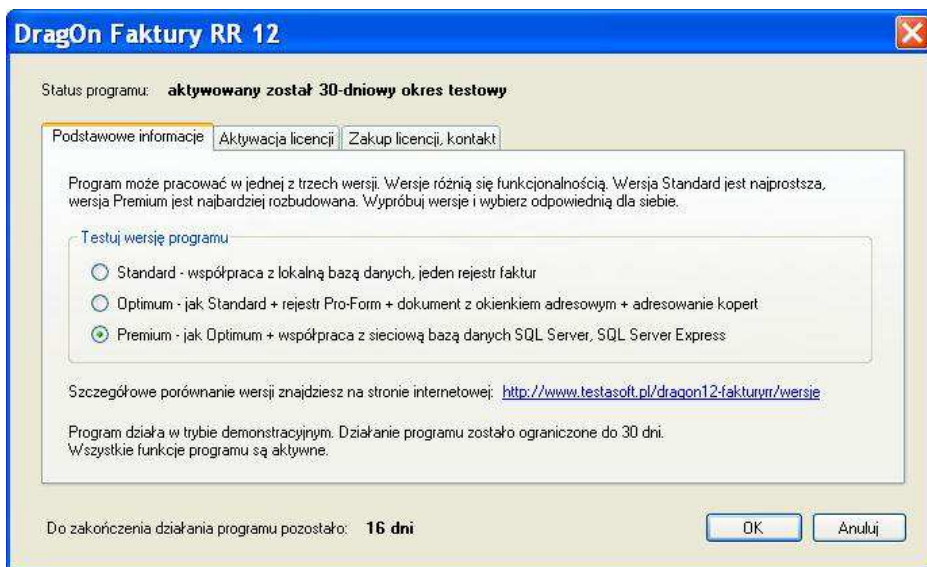 DragOn Faktury RR 12
Status programu: aktywowany został 30-dniowy okres testowy
Podstawowe informacje Aktywacja licencji Zakup licencji, kontakt
Program może pracować w jednej z trzech wersji. Wersje różnią się funkcjonalnością. Wersja Standard jest najprostsza,
wersja Premium jest najbardziej rozbudowana. Wypróbuj wersje i wybierz odpowiednią dla siebie.
Testuj wersję programu
Standard - współpraca z lokalną bazą danych, jeden rejestr faktur
Optimum - jak Standard + rejestr Pro-Form + dokument z okienkiem adresowym + adresowanie kopert
Premium - jak Optimum + współpraca z sieciową bazą danych SQL Server, SQL Server Express
Szczegółowe porównanie wersji znajdziesz na stronie internetowej: http://www.testasoft.pl/dragon12-fakturyrr/wersje
Program działa w trybie demonstracyjnym. Działanie programu zostało ograniczone do 30 dni.
Wszystkie funkcje programu są aktywne.
Do zakończenia działania programu pozostało: 16 dni
OK Anuluj